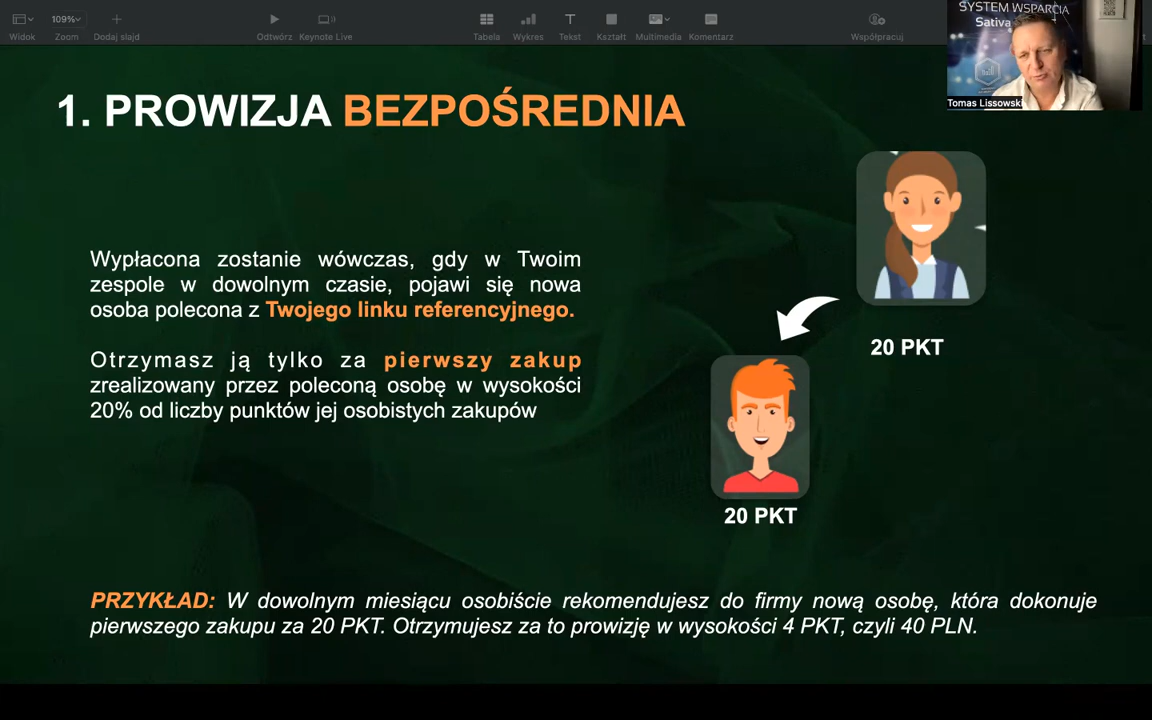 109%
Widok
Zoom
Dodaj slajd
Odtwórz
Keynote Live
Tabela
Wykres
Tekst
Kształt
Multimedia
Komentarz
Współpracuj
SYSTEM WSPARCIA
Sativa
Tomas Lissowski
1. PROWIZJA BEZPOŚREDNIA
Wypłacona zostanie wówczas, gdy w Twoim
zespole w dowolnym czasie, pojawi się nowa
osoba polecona z Twojego linku referencyjnego.
Otrzymasz ją tylko za pierwszy zakup
zrealizowany przez poleconą osobę w wysokości
20% od liczby punktów jej osobistych zakupów
20 PKT
20 PKT
PRZYKŁAD: W dowolnym miesiącu osobiście rekomendujesz do firmy nową osobę, która dokonuje
pierwszego zakupu za 20 PKT. Otrzymujesz za to prowizję w wysokości 4 PKT, czyli 40 PLN.